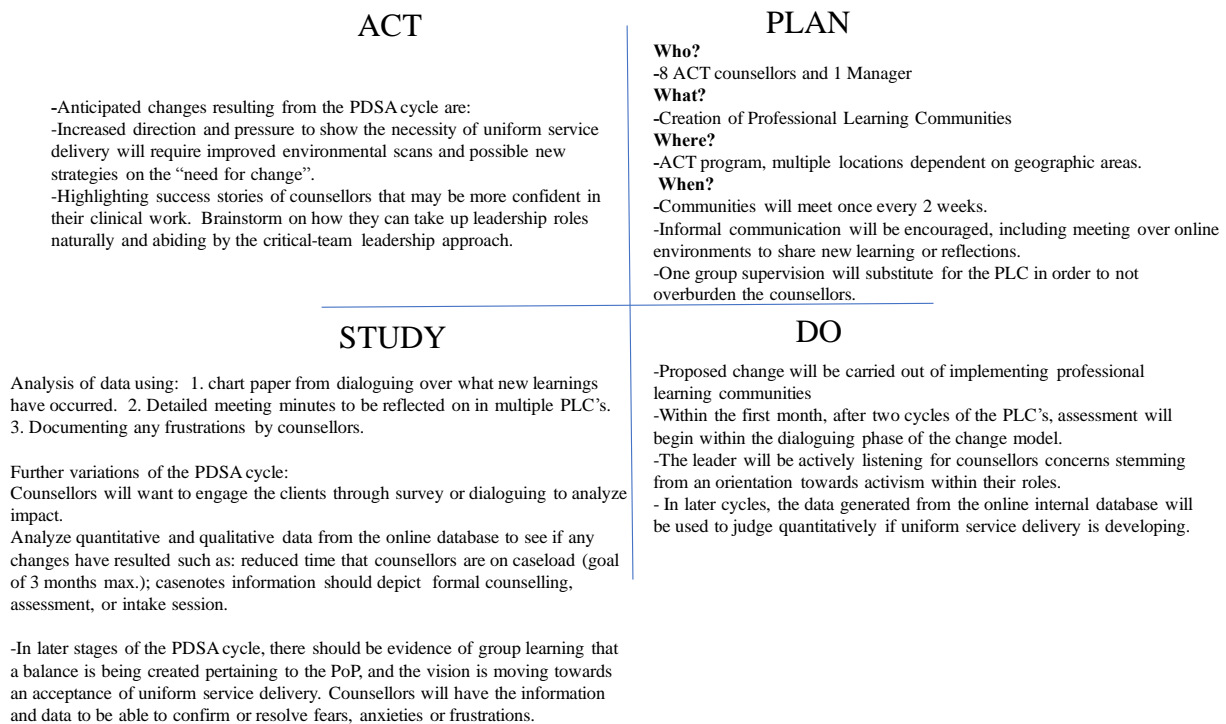 ACT
-Anticipated changes resulting from the PDSA cycle are:
-Increased direction and pressure to show the necessity of uniform service
delivery will require improved environmental scans and possible new
strategies on the “need for change”.
-Highlighting success stories of counsellors that may be more confident in
their clinical work. Brainstorm on how they can take up leadership roles
naturally and abiding by the critical-team leadership approach.
PLAN
Who?
-8 ACT counsellors and 1 Manager
What?
-Creation of Professional Learning Communities
Where?
-ACT program, multiple locations dependent on geographic areas.
When?
-Communities will meet once every 2 weeks.
-Informal communication will be encouraged, including meeting over online
environments to share new learning or reflections.
-One group supervision will substitute for the PLC in order to not
overburden the counsellors.
STUDY
Analysis of data using: 1. chart paper from dialoguing over what new learnings
have occurred. 2. Detailed meeting minutes to be reflected on in multiple PLC's.
3. Documenting any frustrations by counsellors.
Further variations of the PDSA cycle:
Counsellors will want to engage the clients through survey or dialoguing to analyze
impact.
Analyze quantitative and qualitative data from the online database to see if any
changes have resulted such as: reduced time that counsellors are on caseload (goal
of 3 months max.); casenotes information should depict formal counselling,
assessment, or intake session.
-In later stages of the PDSA cycle, there should be evidence of group learning that
a balance is being created pertaining to the PoP, and the vision is moving towards
an acceptance of uniform service delivery. Counsellors will have the information
and data to be able to confirm or resolve fears, anxieties or frustrations.
DO
-Proposed change will be carried out of implementing professional
learning communities
-Within the first month, after two cycles of the PLC's, assessment will
begin within the dialoguing phase of the change model.
-The leader will be actively listening for counsellors concerns stemming
from an orientation towards activism within their roles.
- In later cycles, the data generated from the online internal database will
be used to judge quantitatively if uniform service delivery is developing.